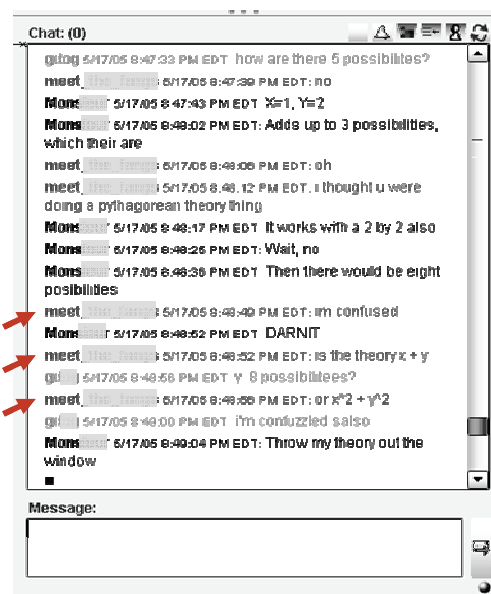 Chat: (0)
5/17/05 8:47:33 PM EDT how are there 5 possibilites?
meet_ 5/17/05 8:47:39 PM EDT: no
Mons 5/17/05 8:47:43 PM EDT X=1, Y=2
Mons 5/17/05 8:48:02 PM EDT: Adds up to 3 possibilities,
which their are
meet_ 5/17/05 8:48:06 PM EDT: oh
meet_ 5/17/05 8:48:12 PM EDT: i thought u were
doing a pythagorean theory thing
Mons 5/17/05 8:48:17 PM EDT It works with a 2 by 2 also
Mons 5/17/05 8:48:25 PM EDT: Wait, no
Mons 5/17/05 8:48:36 PM EDT Then there would be eight
posibilities
meet_ 5/17/05 8:48:49 PM EDT: im confused
Mons 5/17/05 8:48:52 PM EDT DARNIT
meet_ 5/17/05 8:48:52 PM EDT: is the theory x + y
5/17/05 8:48:56 PM EDT Y 8 possibilitees?
meet_ 5/17/05 8:48:56 PM EDT: or x^2 + y^2
5/17/05 8:49:00 PM EDT i'm confuzzled salso
Mons 5/17/05 8:49:04 PM EDT: Throw my theory out the
window
Message: